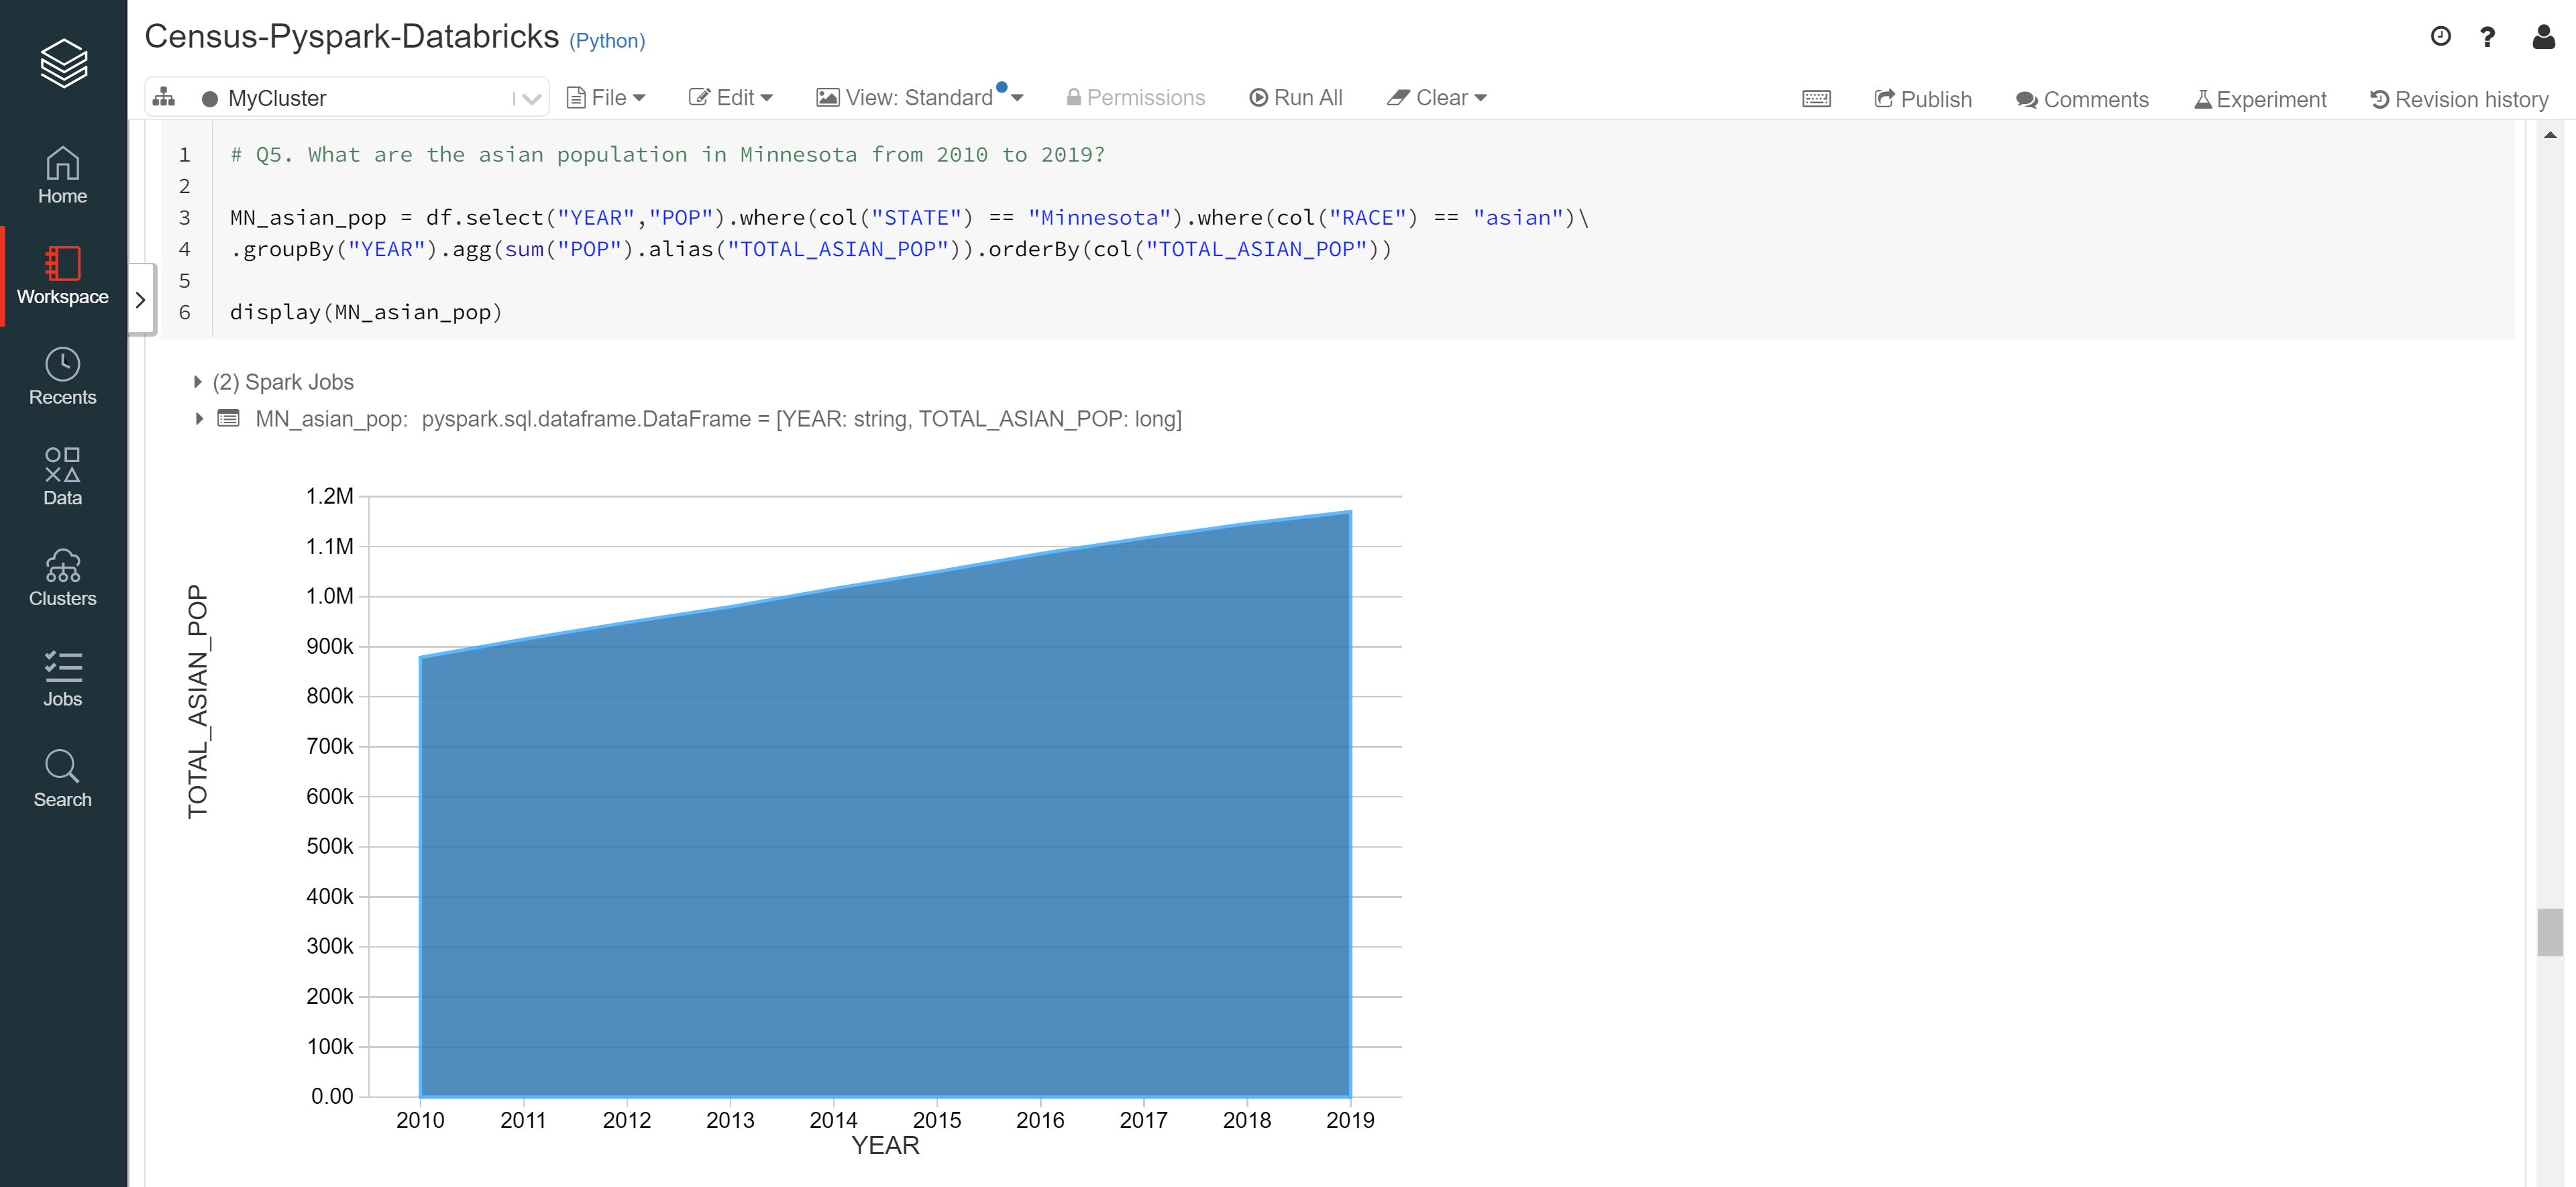 Census-Pyspark-Databricks (Python)
MyCluster File Edit View: Standard Permissions Run All Clear Publish Comments Experiment Revision history
Home
Workspace
Recents
Data
Clusters
Jobs
Search
1 # Q5. What are the asian population in Minnesota from 2010 to 2019?
2
3 MN_asian_pop = df.select("YEAR","POP").where(col("STATE") == "Minnesota").where(col("RACE") == "asian")\
4 .groupBy("YEAR").agg(sum("POP").alias("TOTAL_ASIAN_POP")).orderBy(col("TOTAL_ASIAN_POP"))
5
6 display(MN_asian_pop)
(2) Spark Jobs
MN_asian_pop: pyspark.sql.dataframe.DataFrame = [YEAR: string, TOTAL_ASIAN_POP: long]
TOTAL_ASIAN_POP
1.2M
1.1M
1.0M
900k
800k
700k
600k
500k
400k
300k
200k
100k
0.00
2010 2011 2012 2013 2014 2015 2016 2017 2018 2019
YEAR